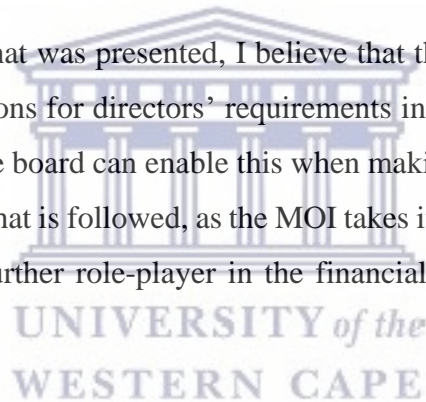 hat was presented, I believe that th
ons for directors’ requirements in
e board can enable this when maki
hat is followed, as the MOI takes i
urther role-player in the financial
UNIVERSITY of the
WESTERN CAPE